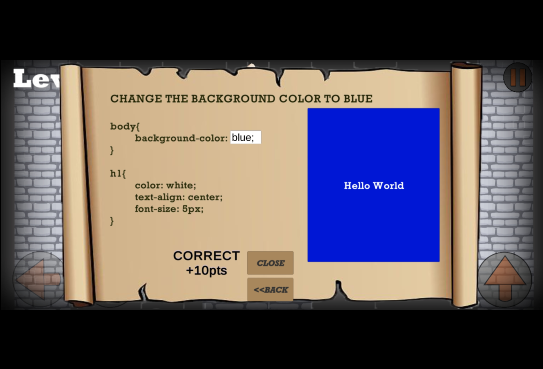 Lev
CHANGE THE BACKGROUND COLOR TO BLUE
body{
background-color: blue;
}
h1{
color: white;
text-align: center;
font-size: 5px;
}
Hello World
CORRECT
+10pts
CLOSE
<<BACK